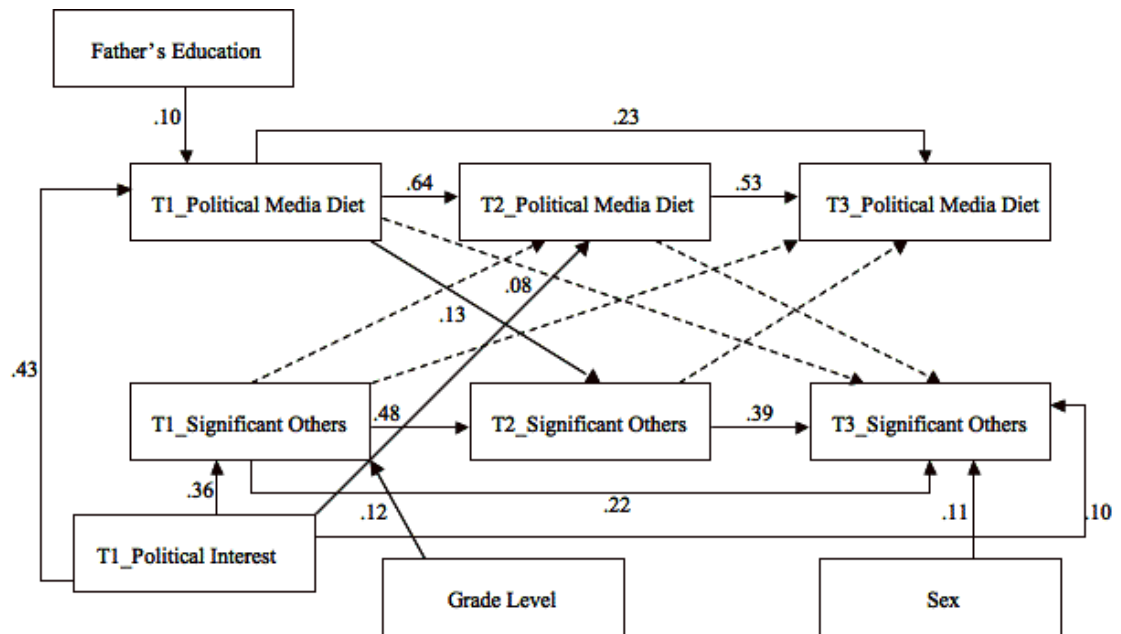 Father's Education
.10
.23
T1_Political Media Diet
.64
T2_Political Media Diet
.53
T3_Political Media Diet
.08
.13
.43
T1_Significant Others
.48
T2_Significant Others
.39
T3_Significant Others
.36
.12
.22
.11
.10
T1_Political Interest
Grade Level
Sex